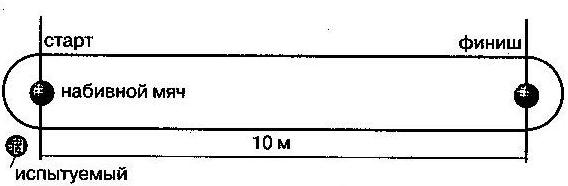 старт
финиш
набивной мяч
10 м
испытуемый